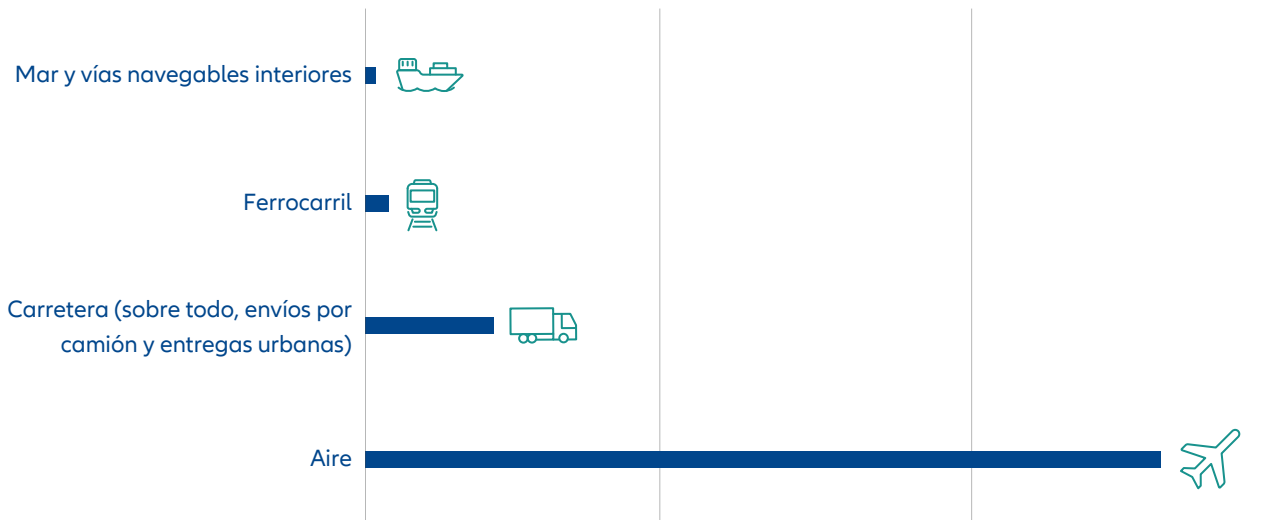 Mar y vías navegables interiores
Ferrocarril
Carretera (sobre todo, envíos por
camión y entregas urbanas)
Aire